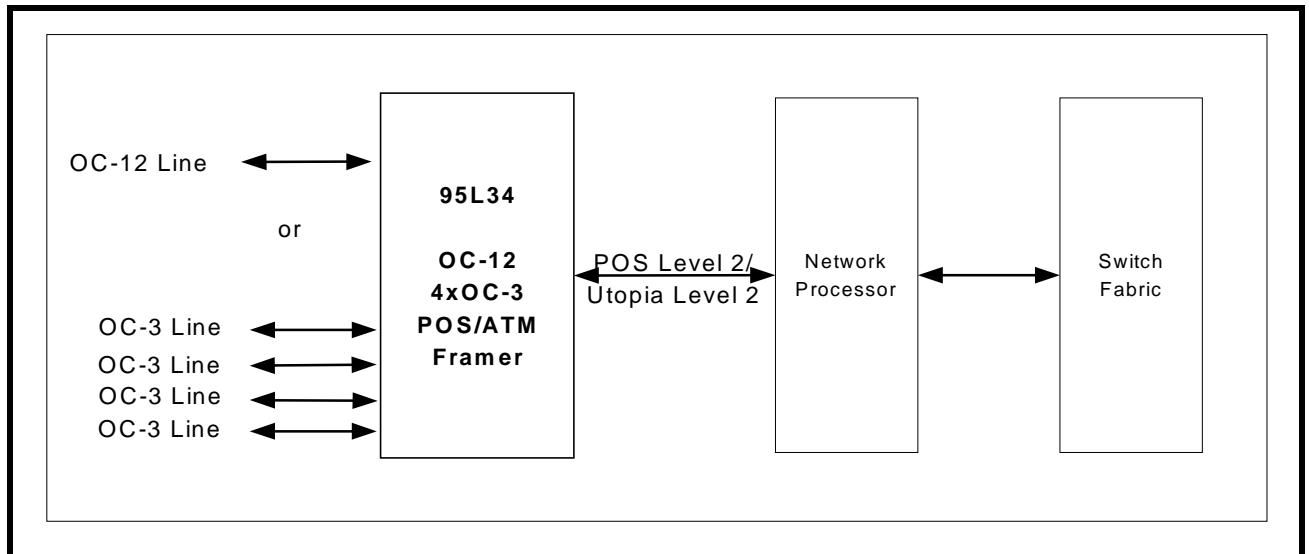 OC-12 Line
or
OC-3 Line
OC-3 Line
OC-3 Line
OC-3 Line
95L34
OC-12
4xOC-3
POS/ATM
Framer
POS Level 2/
Utopia Level 2
Network
Processor
Switch
Fabric